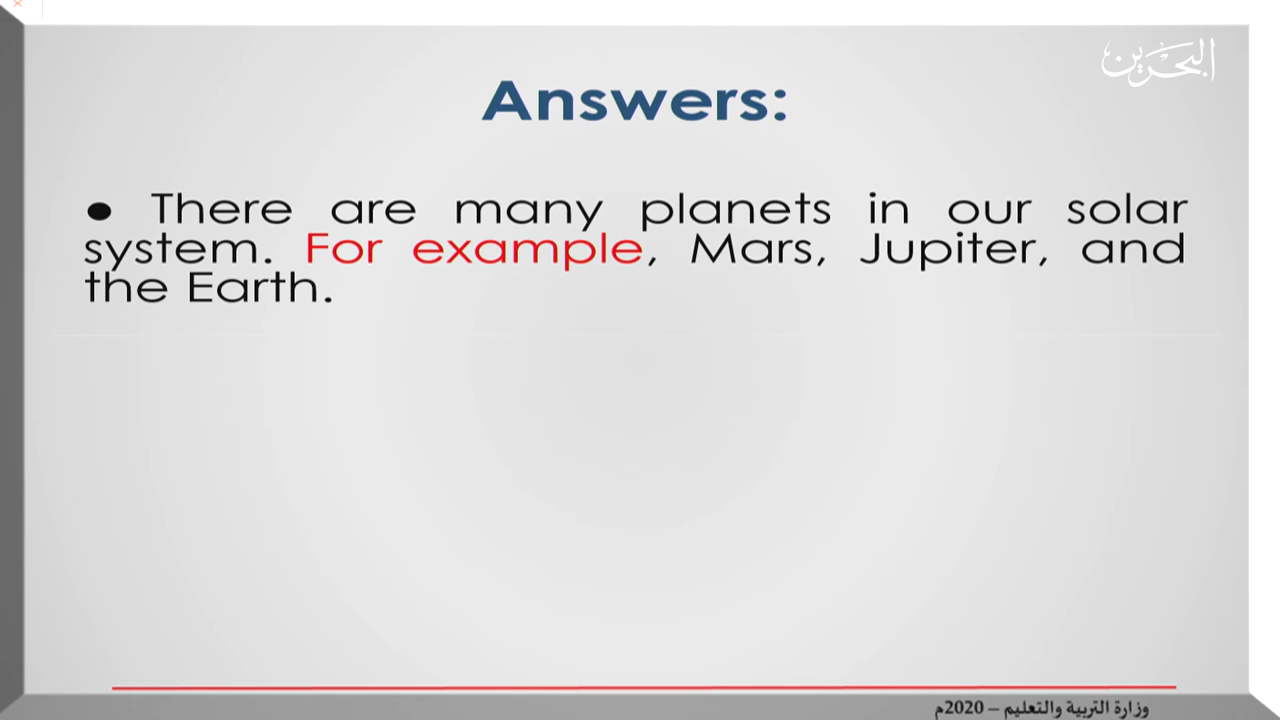 البحرين
Answers:
• There are many planets in our solar
system. For example, Mars, Jupiter, and
the Earth.
وزارة التربية والتعليم – 2020م